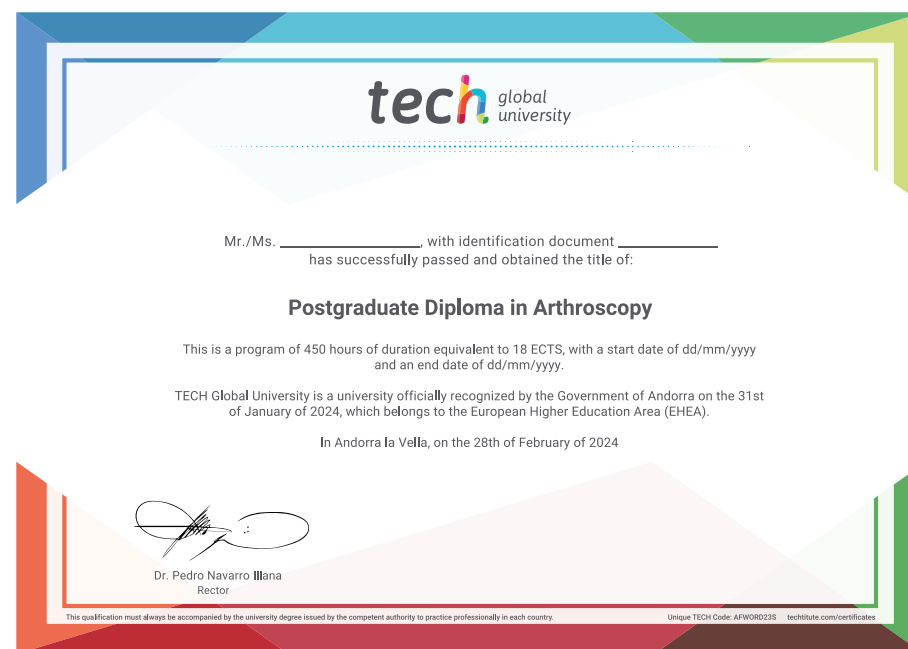 tech global university
Mr./Ms. ____________________, with identification document ______________
has successfully passed and obtained the title of:
Postgraduate Diploma in Arthroscopy
This is a program of 450 hours of duration equivalent to 18 ECTS, with a start date of dd/mm/yyyy
and an end date of dd/mm/yyyy.
TECH Global University is a university officially recognized by the Government of Andorra on the 31st
of January of 2024, which belongs to the European Higher Education Area (EHEA).
In Andorra la Vella, on the 28th of February of 2024
Dr. Pedro Navarro Illana
Rector
This qualification must always be accompanied by the university degree issued by the competent authority to practice professionally in each country.
Unique TECH Code: AFWORD23S techtitute.com/certificates